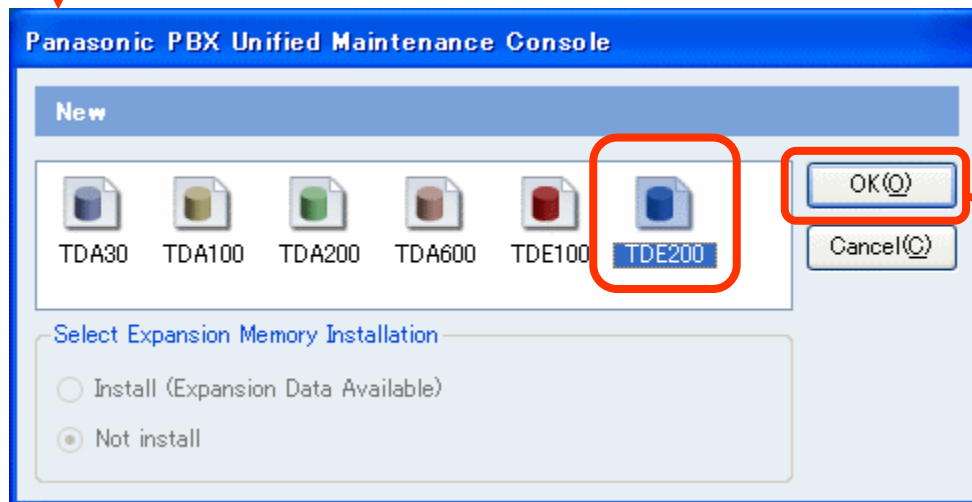 Panasonic PBX Unified Maintenance Console
New
TDA30 TDA100 TDA200 TDA600 TDE100 TDE200
OK(O)
Cancel(C)
Select Expansion Memory Installation
Install (Expansion Data Available)
Not install